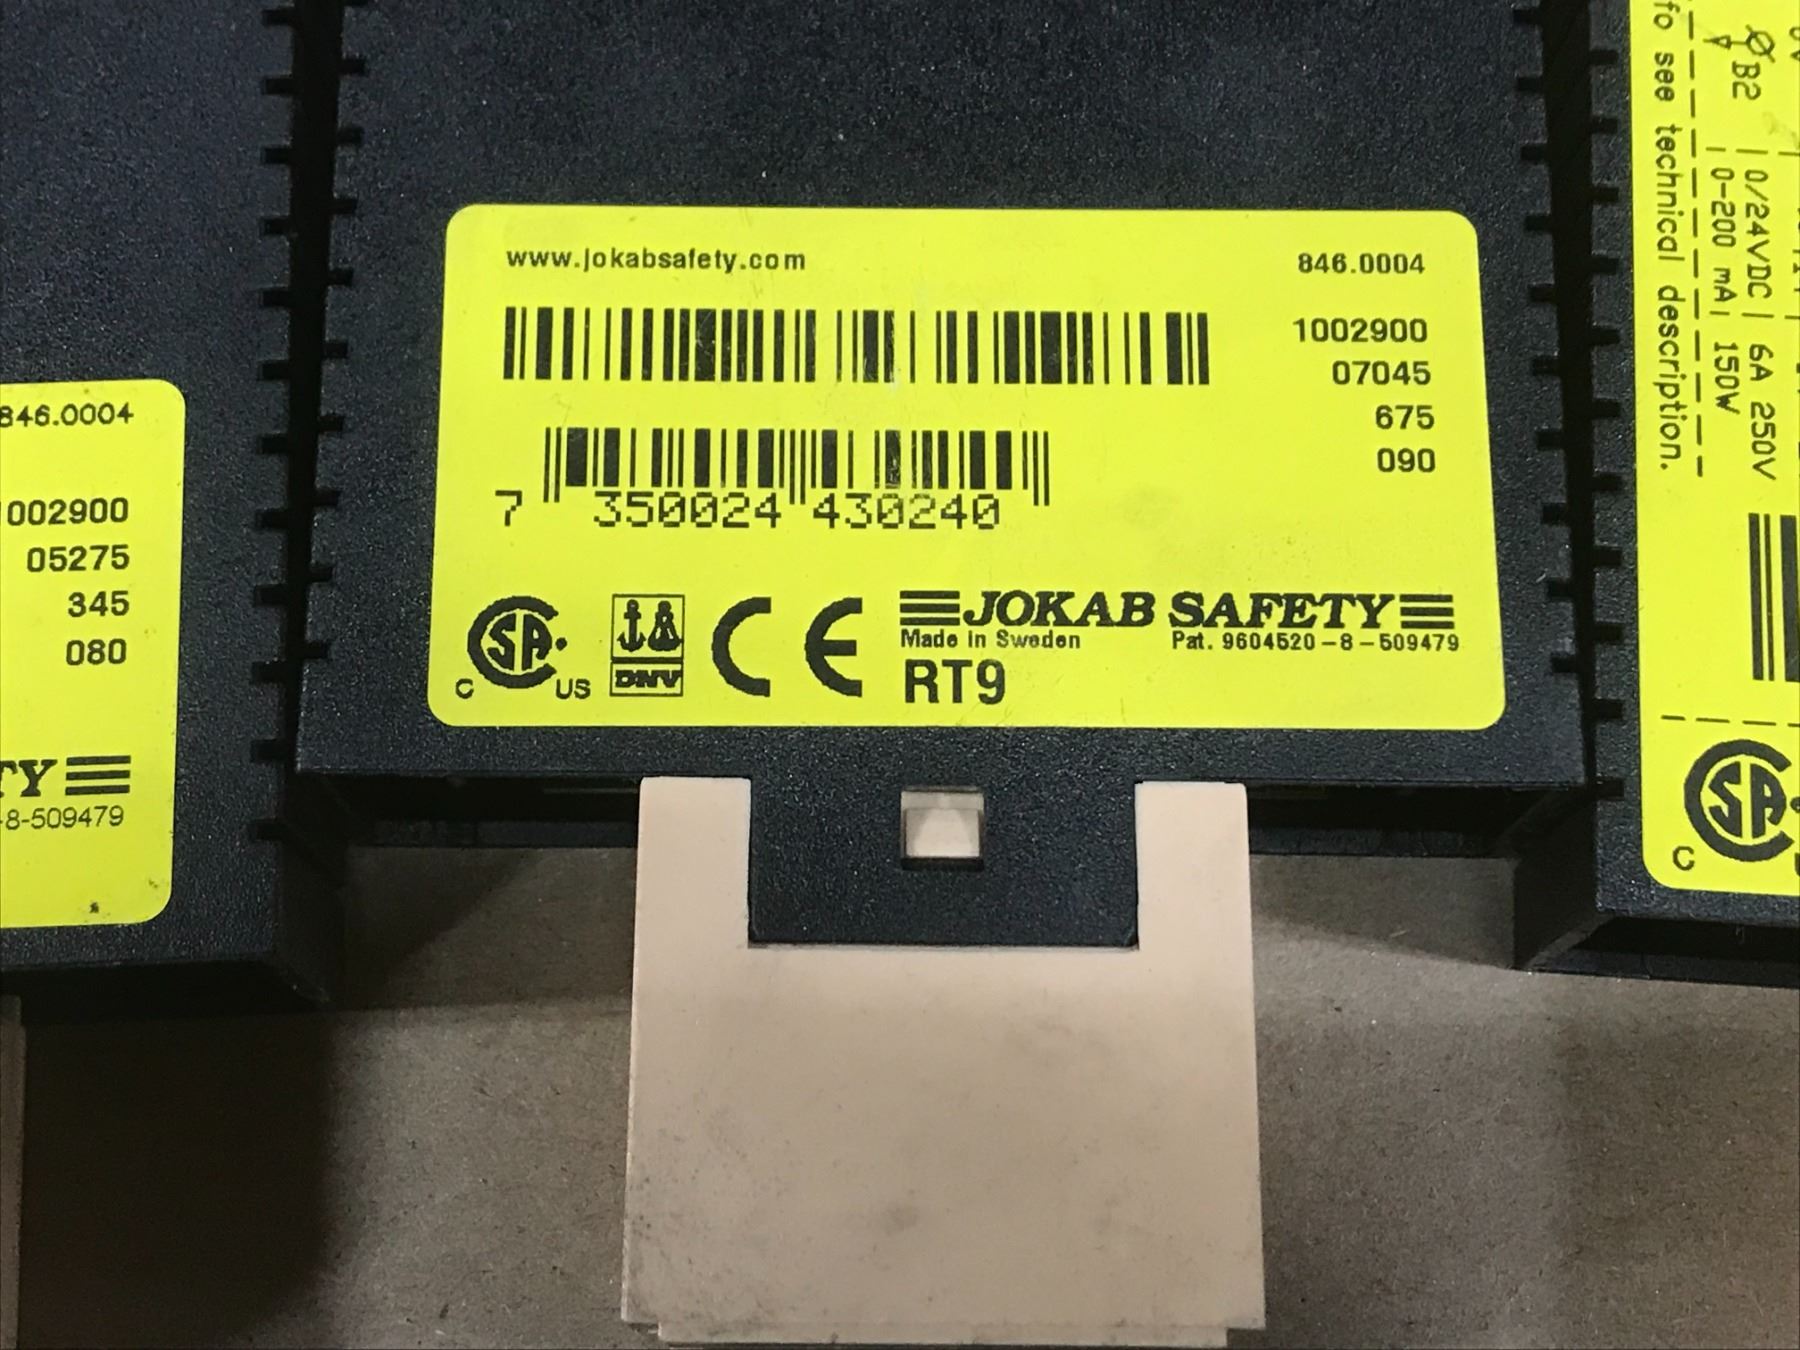 846.0004
002900
05275
345
080
TY
-8-509479
www.jokabsafety.com
846.0004
1002900
07045
675
090
7 350024 430240
JOKAB SAFETY
Made in Sweden Pat. 9604520-8-509479
RT9
C SA US
DNV
CE
fo see technical description.
B2 | 0/24VDC | 6A 250V
| 0-200 mA | 150W
C SA